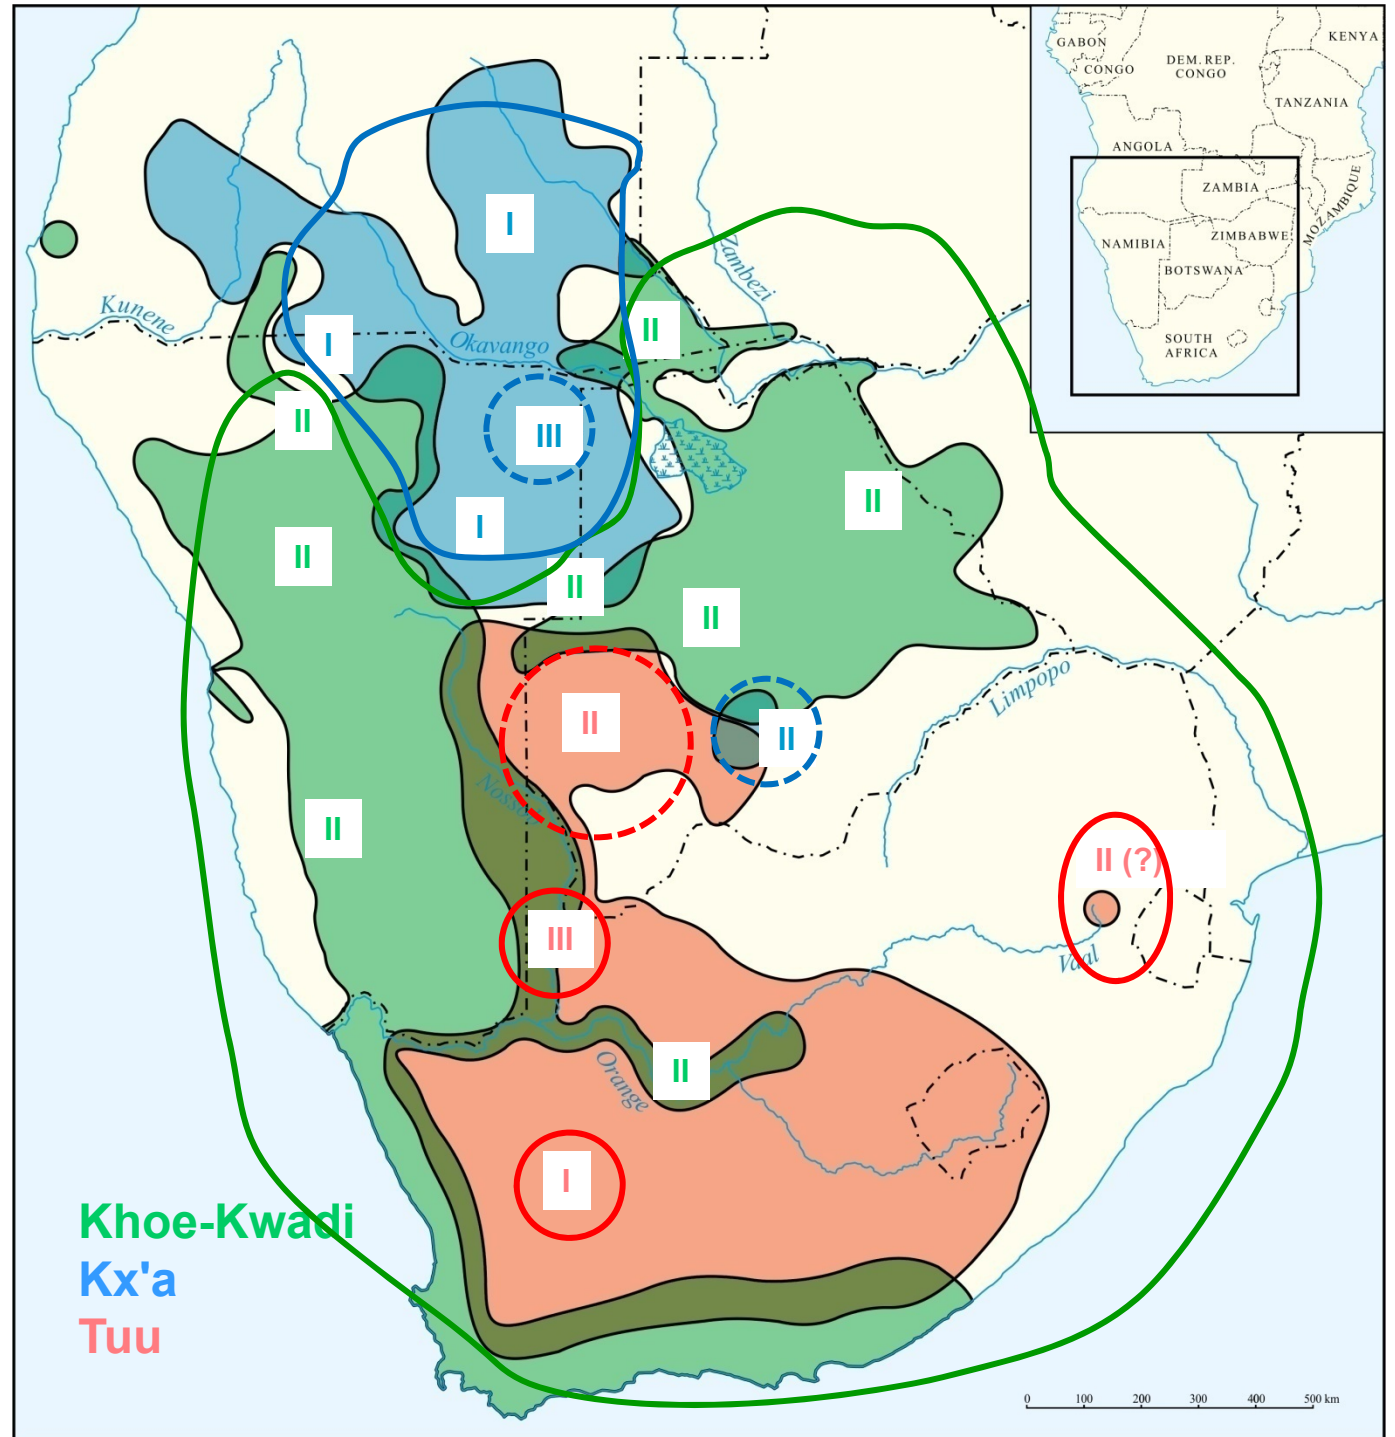 GABON
CONGO
DEM. REP.
CONGO
KENYA
TANZANIA
ANGOLA
ZAMBIA
MOZAMBIQUE
NAMIBIA
ZIMBABWE
BOTSWANA
SOUTH
AFRICA
I
Zambezi
Kunene
I
Okavango
II
II
III
II
I
II
II
II
Limpopo
II
II
Nossob
II
II (?)
III
Vaal
Orange
II
I
Khoe-Kwadi
Kx'a
Tuu
0 100 200 300 400 500 km